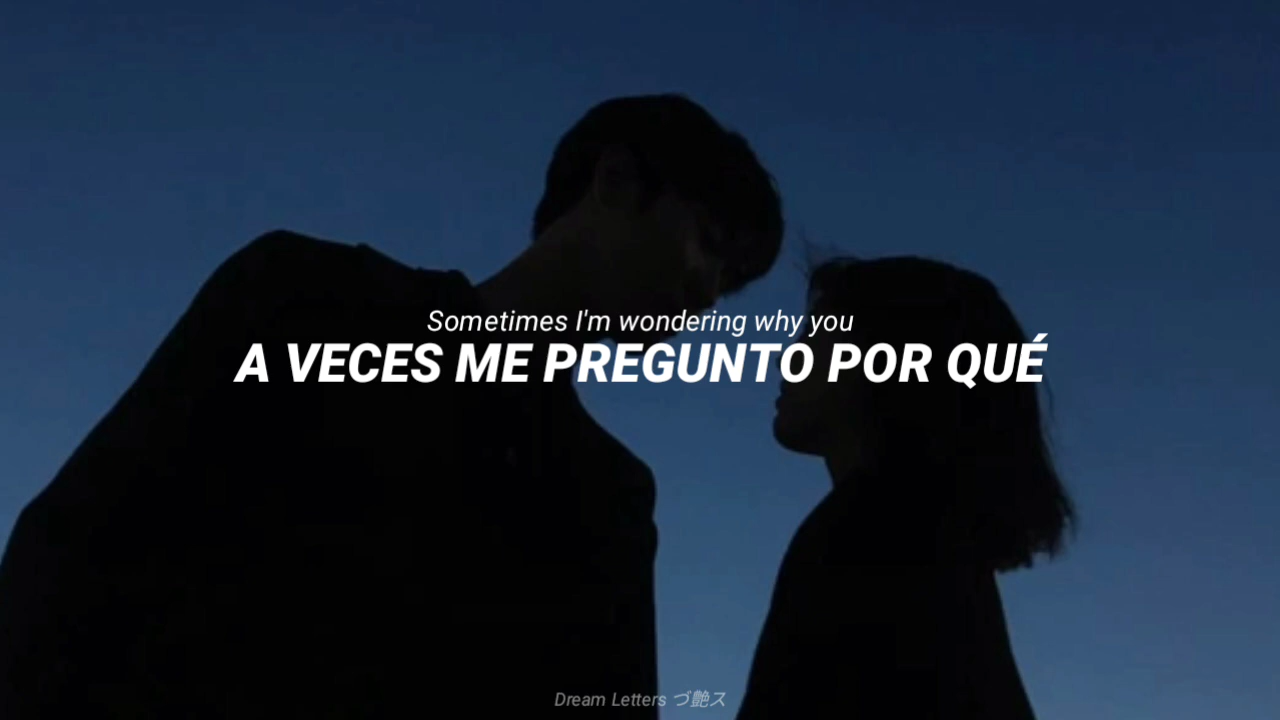 Sometimes I'm wondering why you
A VECES ME PREGUNTO POR QUÉ
Dream Letters づ艶ス